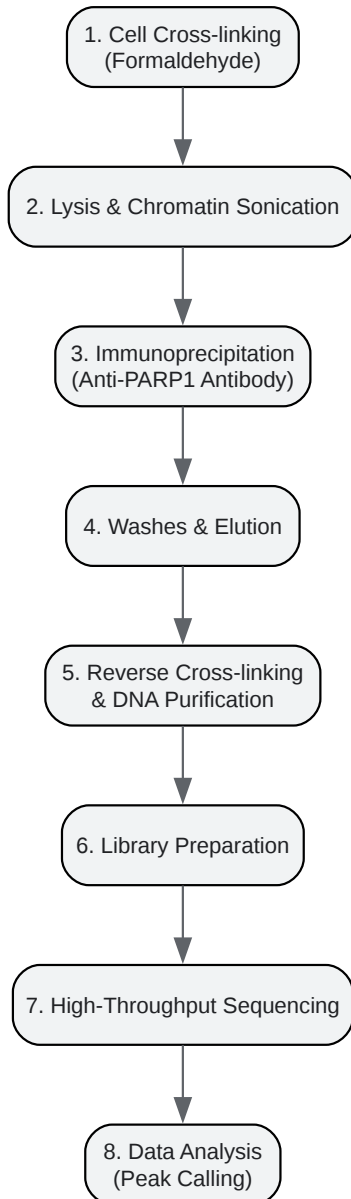 1. Cell Cross-linking
(Formaldehyde)
2. Lysis & Chromatin Sonication
3. Immunoprecipitation
(Anti-PARP1 Antibody)
4. Washes & Elution
5. Reverse Cross-linking
& DNA Purification
6. Library Preparation
7. High-Throughput Sequencing
8. Data Analysis
(Peak Calling)